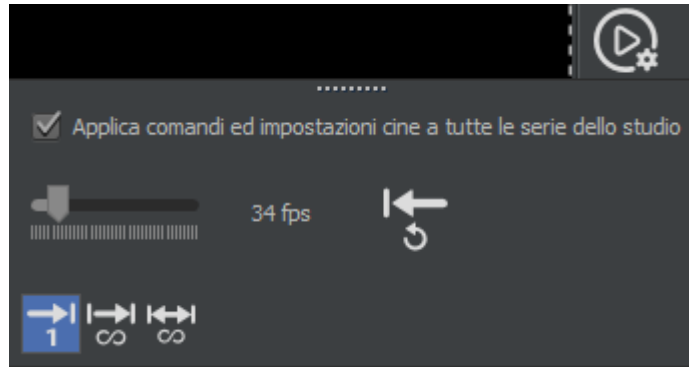 Applica comandi ed impostazioni cine a tutte le serie dello studio
34 fps
1